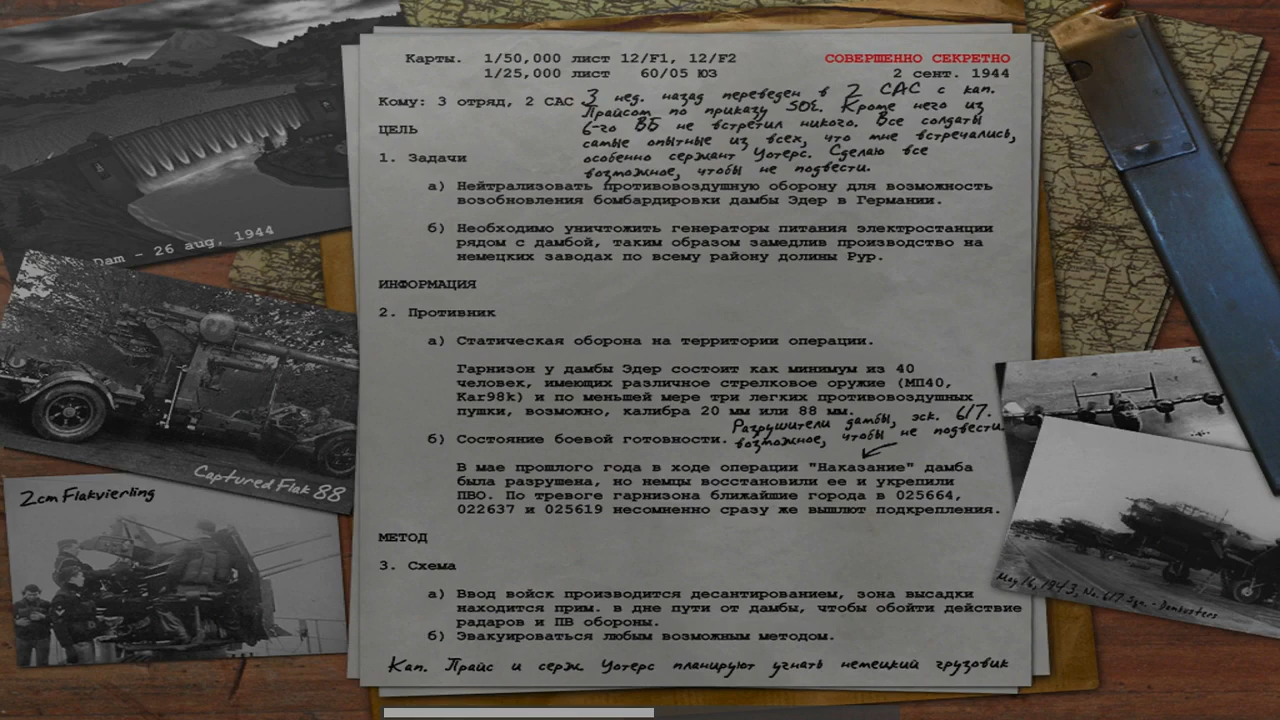 Карты. 1/50,000 лист 12/F1, 12/F2
СОВЕРШЕННО СЕКРЕТНО
1/25,000 лист 60/05 ЮЗ
2 сент. 1944
Кому: 3 отряд, 2 САС
3 нед. назад переведен в 2 САС с кап.
Прайсом по приказу SOE. Кроме него из
6-го ВБ не встретил никого. Все солдаты
самые опытные из всех, что мне встречались,
особенно сержант Уотерс. Сделаю все
возможное, чтобы не подвести.
ЦЕЛЬ
1. Задачи
а) Нейтрализовать противовоздушную оборону для возможность
возобновления бомбардировки дамбы Эдер в Германии.
б) Необходимо уничтожить генераторы питания электростанции
рядом с дамбой, таким образом замедлив производство на
немецких заводах по всему району долины Рур.
ИНФОРМАЦИЯ
2. Противник
а) Статическая оборона на территории операции.
Гарнизон у дамбы Эдер состоит как минимум из 40
человек, имеющих различное стрелковое оружие (МП40,
Kar98k) и по меньшей мере три легких противовоздушных
пушки, возможно, калибра 20 мм или 88 мм.
Разрушители дамбы, эск. 617.
возможное, чтобы не подвести
б) Состояние боевой готовности.
В мае прошлого года в ходе операции "Наказание" дамба
была разрушена, но немцы восстановили ее и укрепили
ПВО. По тревоге гарнизона ближайшие города в 025664,
022637 и 025619 несомненно сразу же вышлют подкрепления.
МЕТОД
3. Схема
а) Ввод войск производится десантированием, зона высадки
находится прим. в дне пути от дамбы, чтобы обойти действие
радаров и ПВ обороны.
б) Эвакуироваться любым возможным методом.
Кап. Прайс и серж. Уотерс планируют угнать немецкий грузовик
Dam - 26 aug, 1944
Captured Flak 88
2cm Flakvierling
May 16, 1943, No. 617 Sqn. - Dambusters